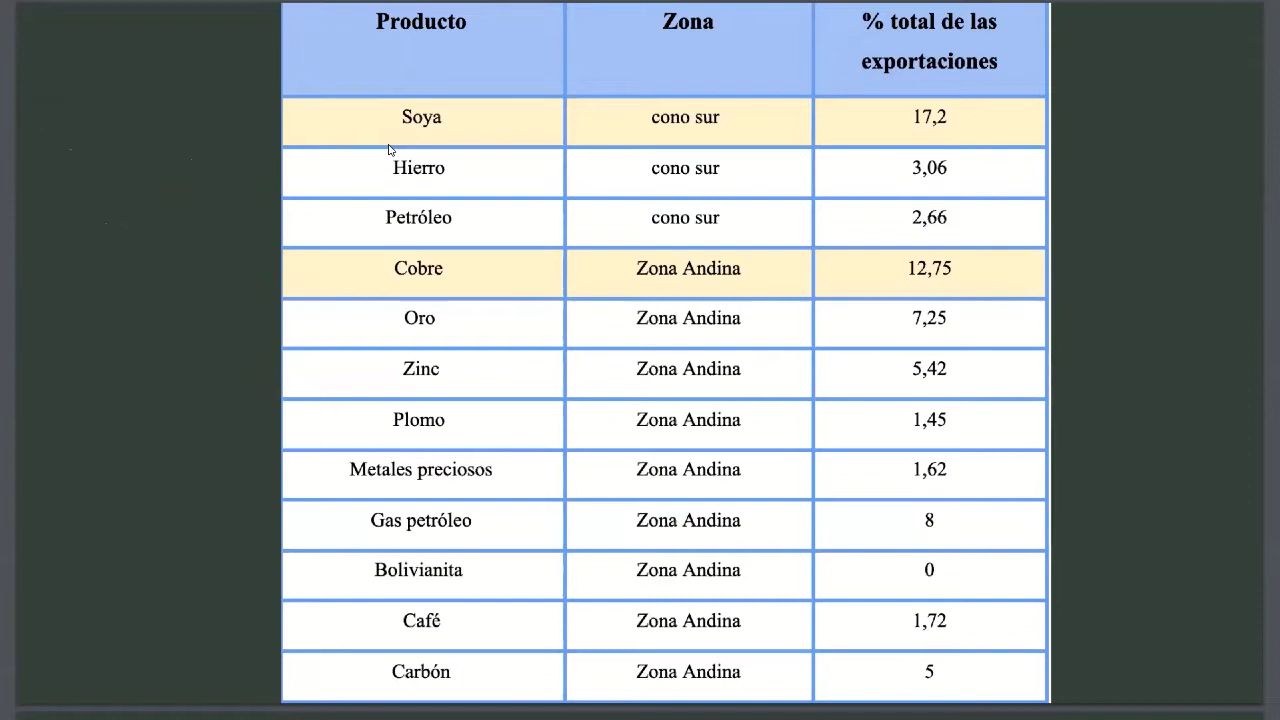 Producto Zona % total de las
exportaciones
Soya cono sur 17,2
Hierro cono sur 3,06
Petróleo cono sur 2,66
Cobre Zona Andina 12,75
Oro Zona Andina 7,25
Zinc Zona Andina 5,42
Plomo Zona Andina 1,45
Metales preciosos Zona Andina 1,62
Gas petróleo Zona Andina 8
Bolivianita Zona Andina 0
Café Zona Andina 1,72
Carbón Zona Andina 5